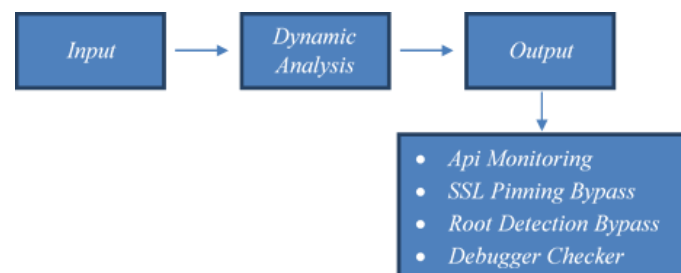 Input
Dynamic
Analysis
Output
• Api Monitoring
• SSL Pinning Bypass
• Root Detection Bypass
• Debugger Checker